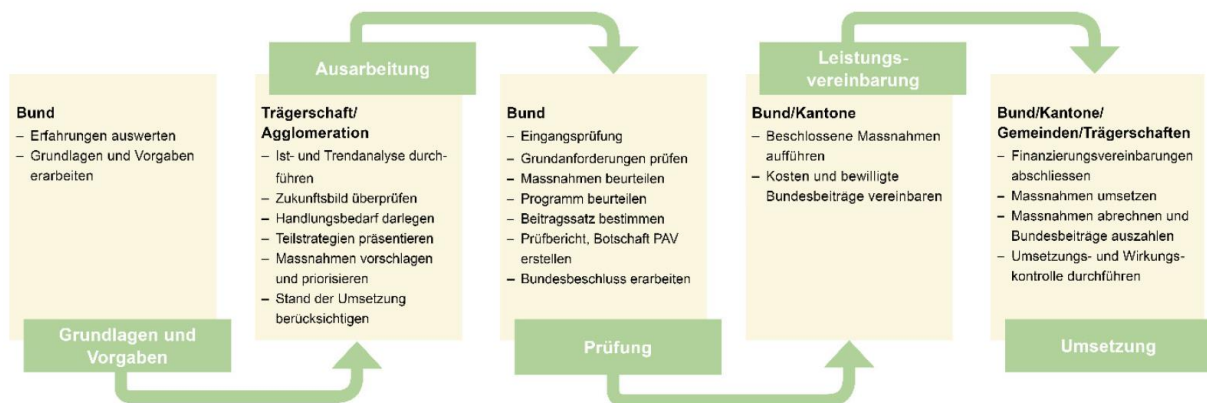 Grundlagen und
Vorgaben
Bund
– Erfahrungen auswerten
– Grundlagen und Vorgaben
erarbeiten
Ausarbeitung
Trägerschaft/
Agglomeration
– Ist- und Trendanalyse durch-
führen
– Zukunftsbild überprüfen
– Handlungsbedarf darlegen
– Teilstrategien präsentieren
– Massnahmen vorschlagen
und priorisieren
– Stand der Umsetzung
berücksichtigen
Prüfung
Bund
– Eingangsprüfung
– Grundanforderungen prüfen
– Massnahmen beurteilen
– Programm beurteilen
– Beitragssatz bestimmen
– Prüfbericht, Botschaft PAV
erstellen
– Bundesbeschluss erarbeiten
Leistungs-
vereinbarung
Bund/Kantone
– Beschlossene Massnahmen
aufführen
– Kosten und bewilligte
Bundesbeiträge vereinbaren
Umsetzung
Bund/Kantone/
Gemeinden/Trägerschaften
– Finanzierungsvereinbarungen
abschliessen
– Massnahmen umsetzen
– Massnahmen abrechnen und
Bundesbeiträge auszahlen
– Umsetzungs- und Wirkungs-
kontrolle durchführen